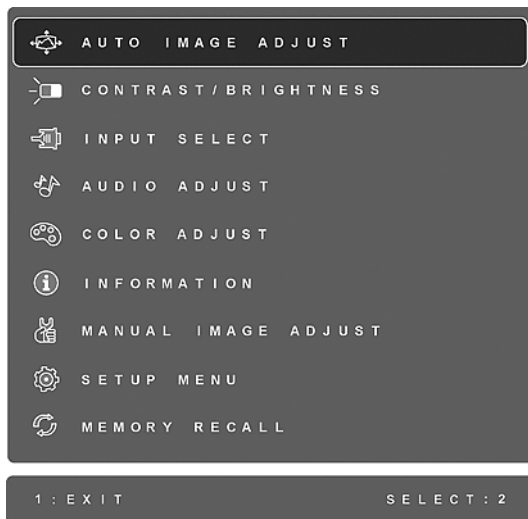 AUTO IMAGE ADJUST
CONTRAST/BRIGHTNESS
INPUT SELECT
AUDIO ADJUST
COLOR ADJUST
INFORMATION
MANUAL IMAGE ADJUST
SETUP MENU
MEMORY RECALL
1:EXIT SELECT:2